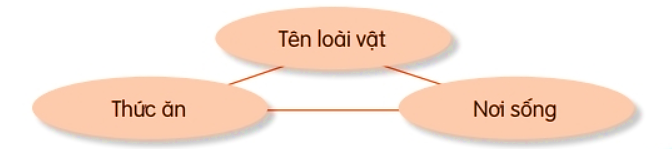 Tên loài vật
Thức ăn
Nơi sống